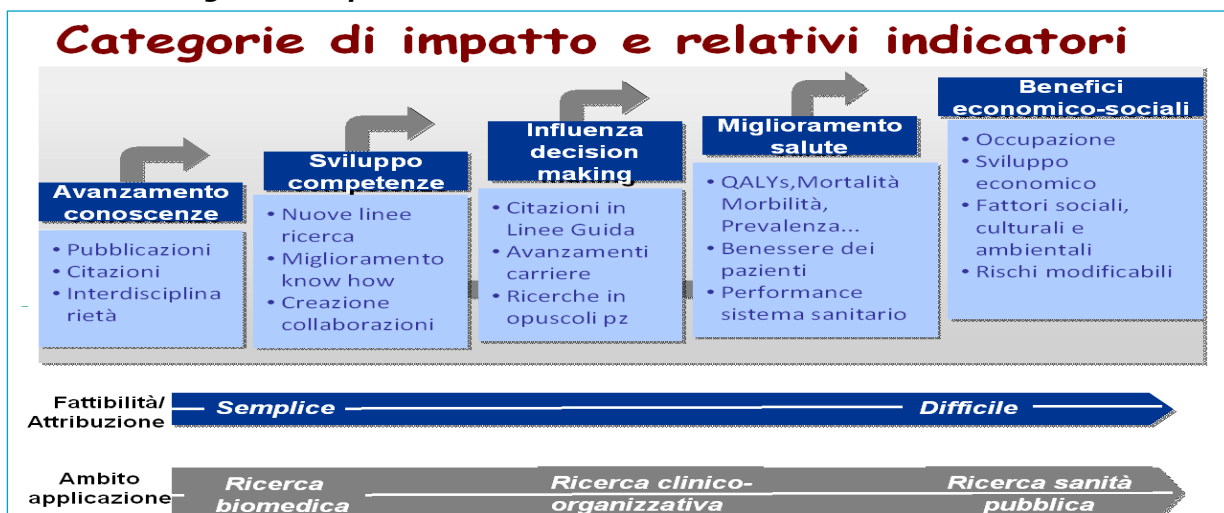 Categorie di impatto e relativi indicatori
Avanzamento
conoscenze
• Pubblicazioni
• Citazioni
• Interdisciplina
rietà
Sviluppo
competenze
• Nuove linee
ricerca
• Miglioramento
know how
• Creazione
collaborazioni
Influenza
decision
making
• Citazioni in
Linee Guida
• Avanzamenti
carriere
• Ricerche in
opuscoli pz
Miglioramento
salute
• QALYs,Mortalità
Morbilità,
Prevalenza...
• Benessere dei
pazienti
• Performance
sistema sanitario
Benefici
economico-sociali
• Occupazione
• Sviluppo
economico
• Fattori sociali,
culturali e
ambientali
• Rischi modificabili
Fattibilità/
Attribuzione
Semplice
Difficile
Ambito
applicazione
Ricerca
biomedica
Ricerca clinico-
organizzativa
Ricerca sanità
pubblica